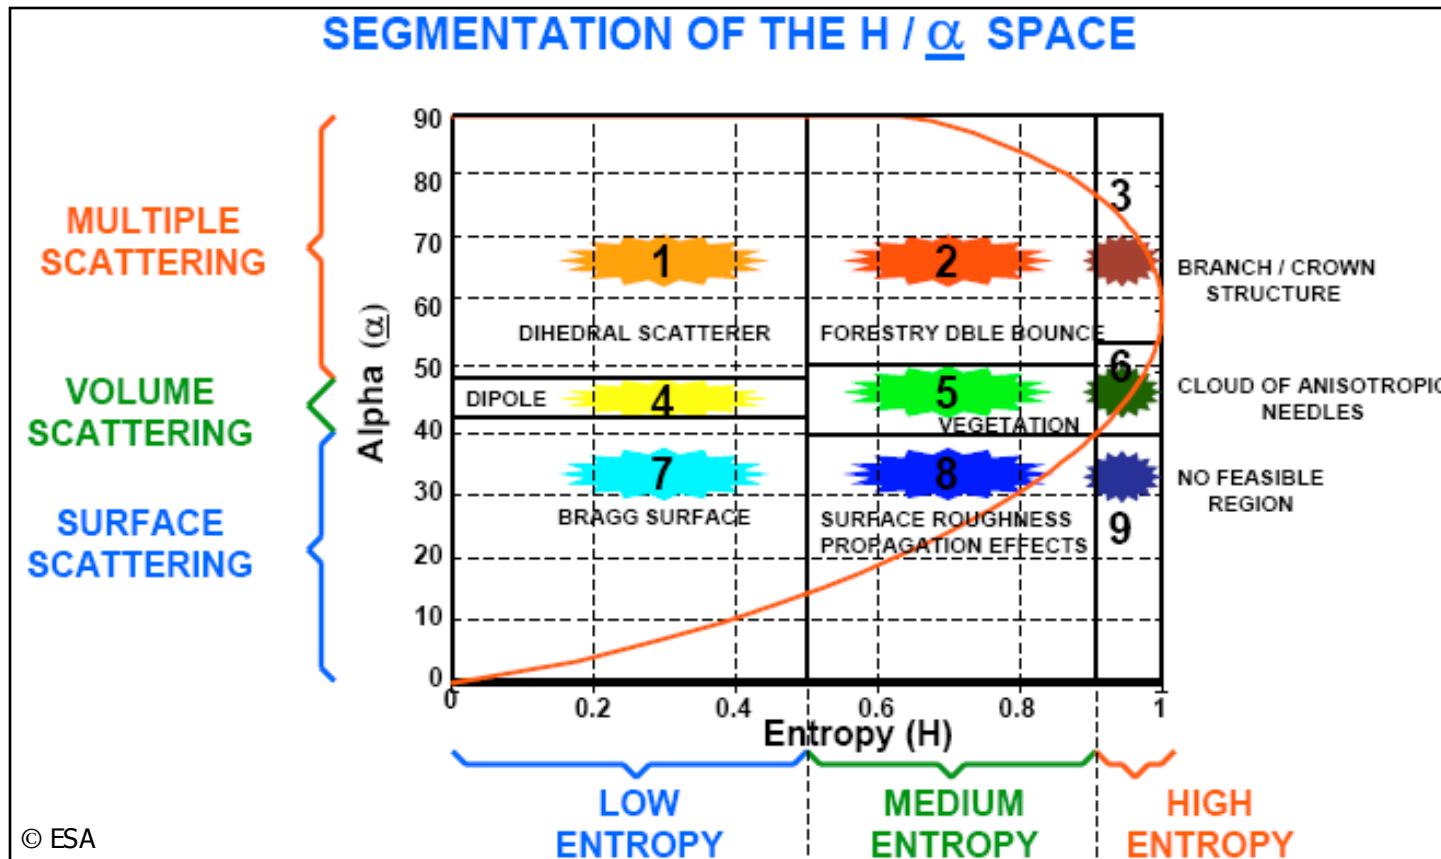 SEGMENTATION OF THE H / α SPACE
90
80
70
60
50
40
30
20
10
0
Alpha (α)
MULTIPLE
SCATTERING
VOLUME
SCATTERING
SURFACE
SCATTERING
1
DIHEDRAL SCATTERER
2
FORESTRY DBLE BOUNCE
3
BRANCH / CROWN
STRUCTURE
DIPOLE
4
5
VEGETATION
6
CLOUD OF ANISOTROPIC
NEEDLES
7
BRAGG SURFACE
8
SURFACE ROUGHNESS
PROPAGATION EFFECTS
9
NO FEASIBLE
REGION
0
0.2
0.4
0.6
0.8
1
Entropy (H)
LOW
ENTROPY
MEDIUM
ENTROPY
HIGH
ENTROPY
© ESA